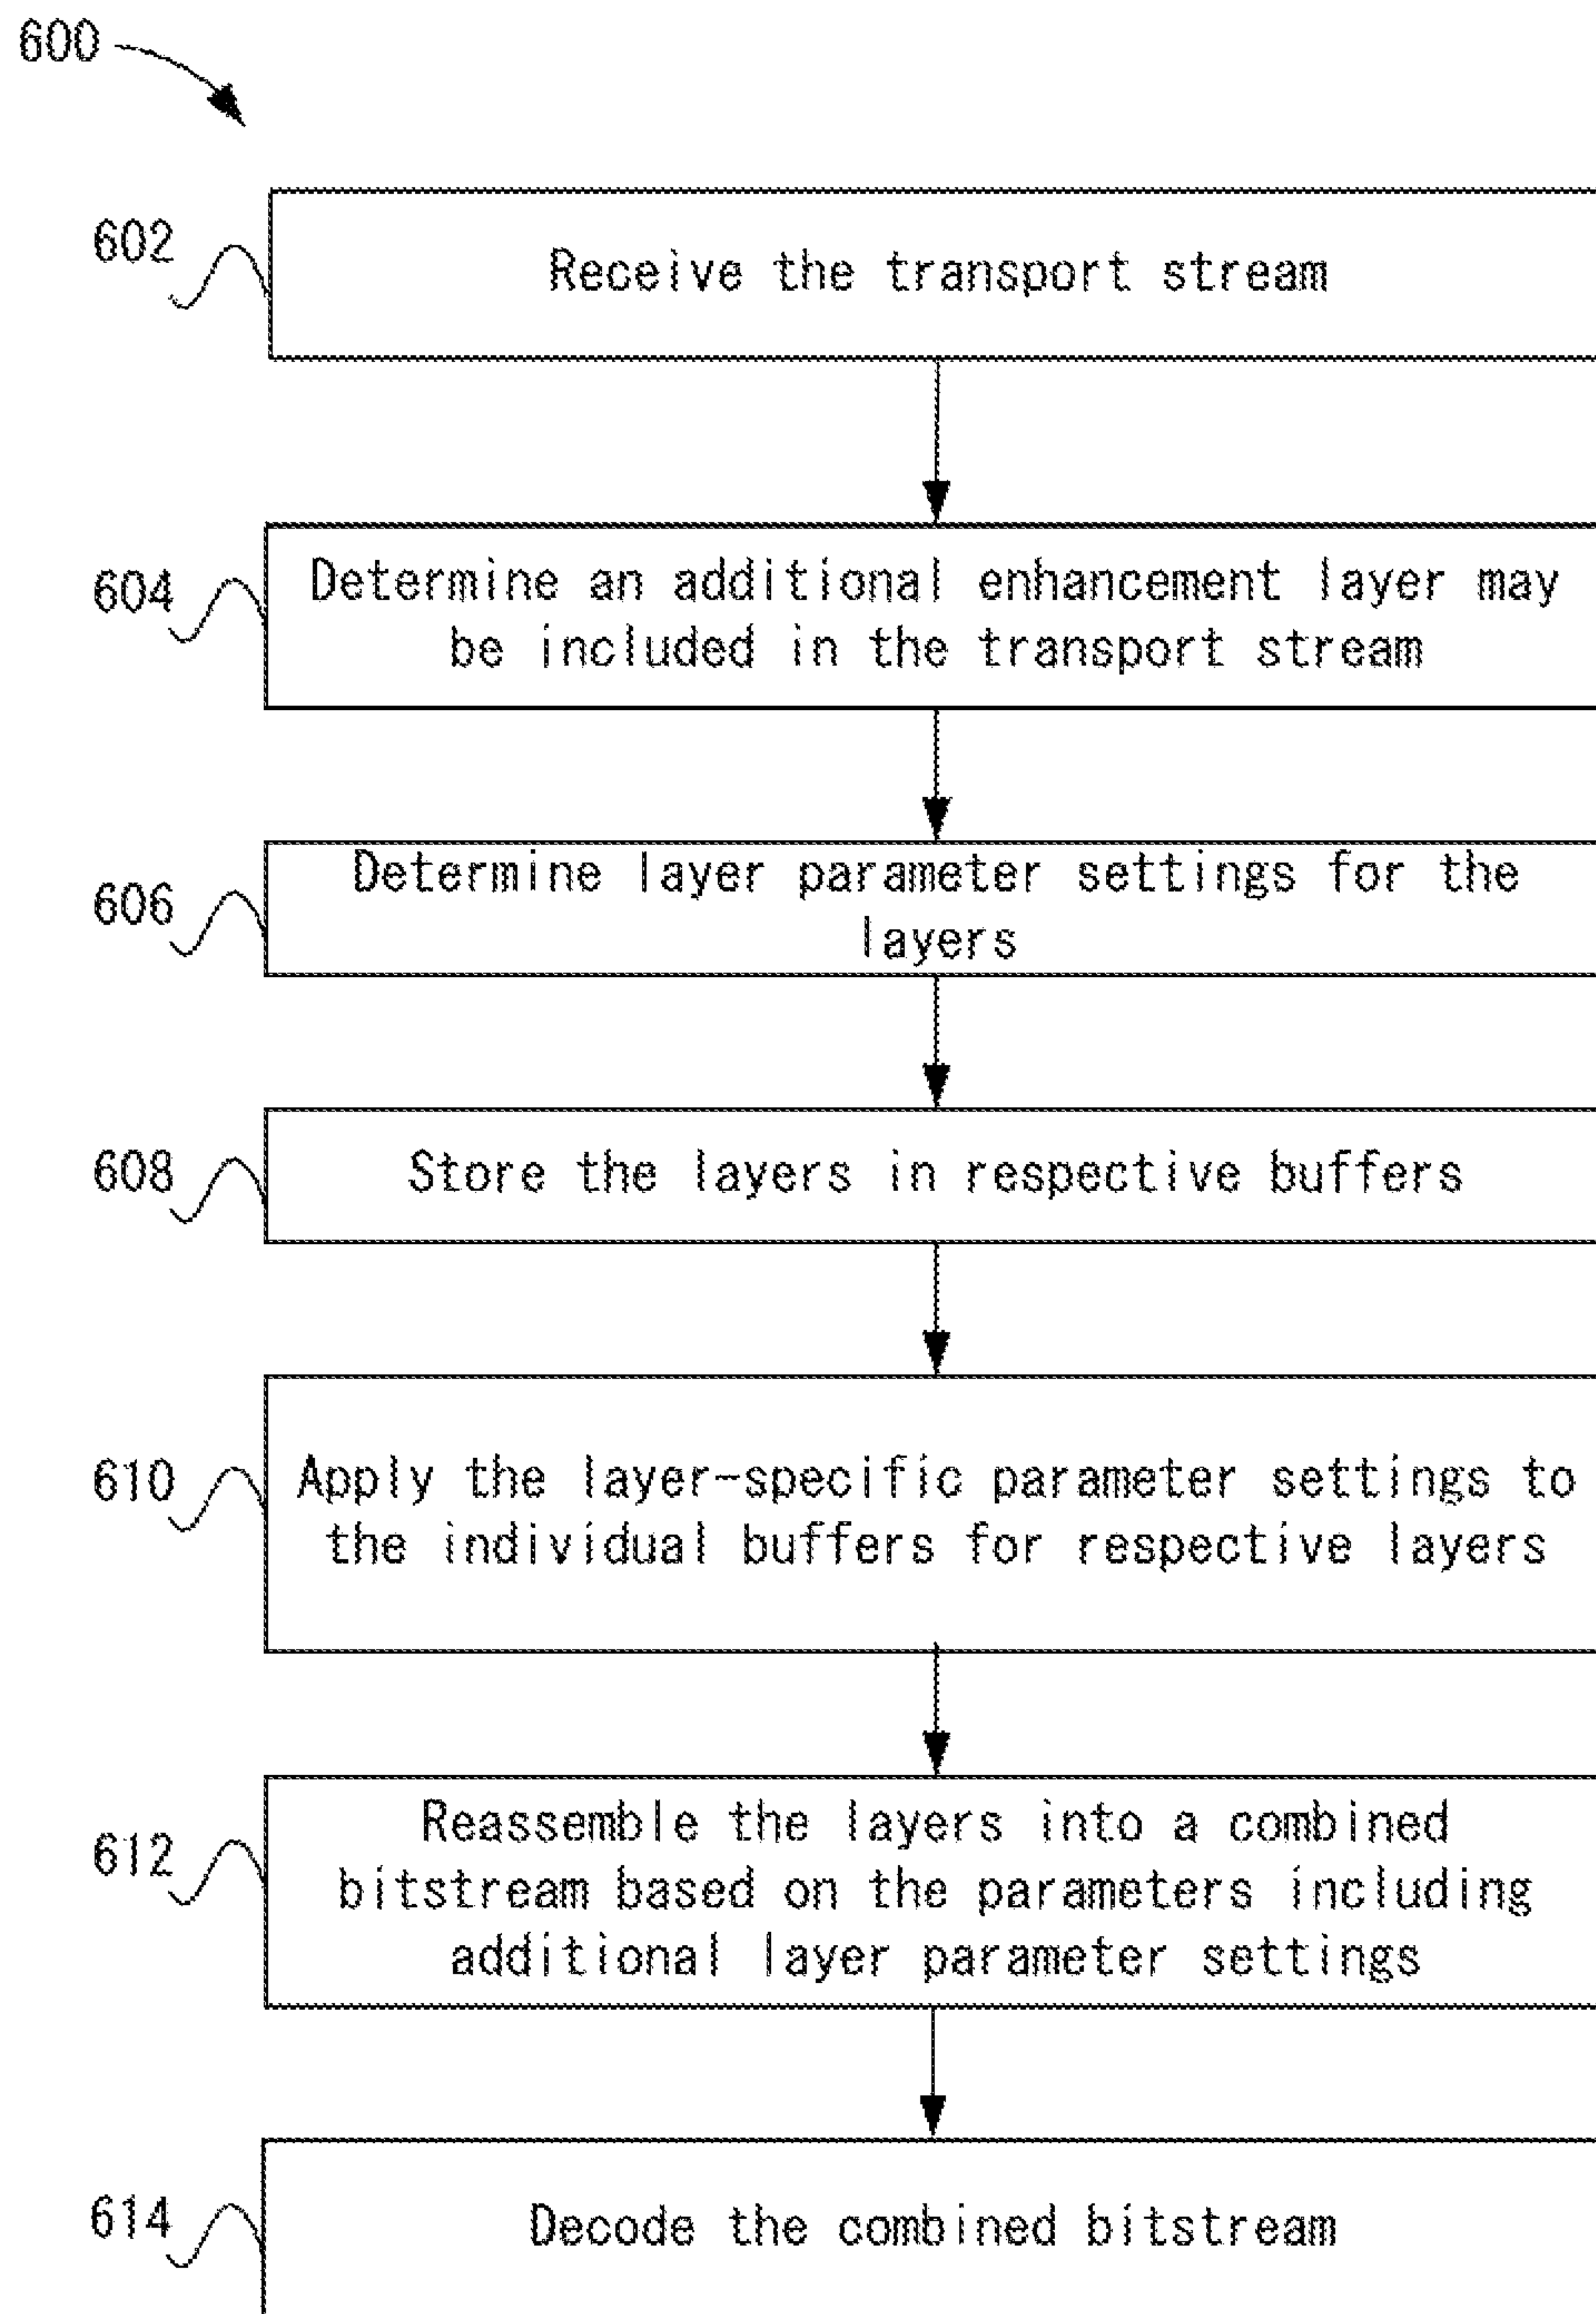 600
602
Receive the transport stream
604
Determine an additional enhancement layer may
be included in the transport stream
606
Determine layer parameter settings for the
layers
608
Store the layers in respective buffers
610
Apply the layer-specific parameter settings to
the individual buffers for respective layers
612
Reassemble the layers into a combined
bitstream based on the parameters including
additional layer parameter settings
614
Decode the combined bitstream